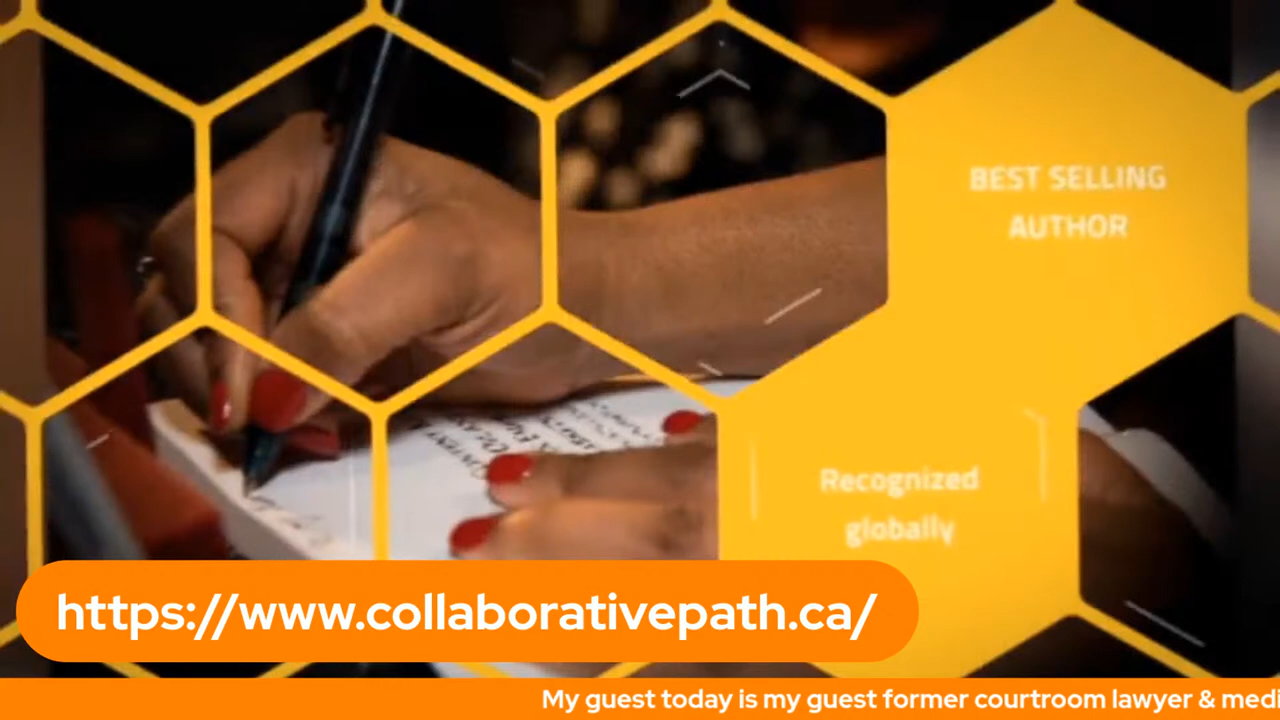 BEST SELLING
AUTHOR
Recognized
globally
https://www.collaborativepath.ca/
My guest today is my guest former courtroom lawyer & medi